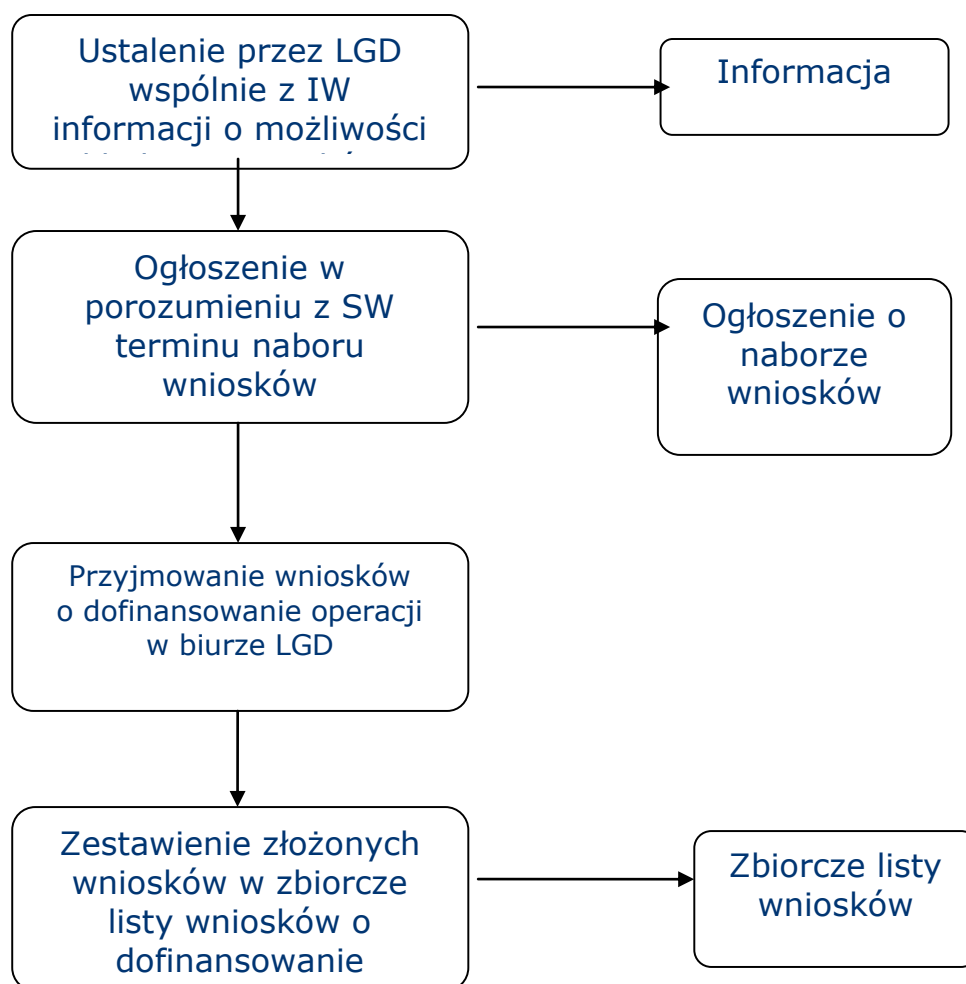 Ustalenie przez LGD
wspólnie z IW
informacji o możliwości
Informacja
Ogłoszenie w
porozumieniu z SW
terminu naboru
wniosków
Ogłoszenie o
naborze
wniosków
Przyjmowanie wniosków
o dofinansowanie operacji
w biurze LGD
Zestawienie złożonych
wniosków w zbiorcze
listy wniosków o
dofinansowanie
Zbiorcze listy
wniosków